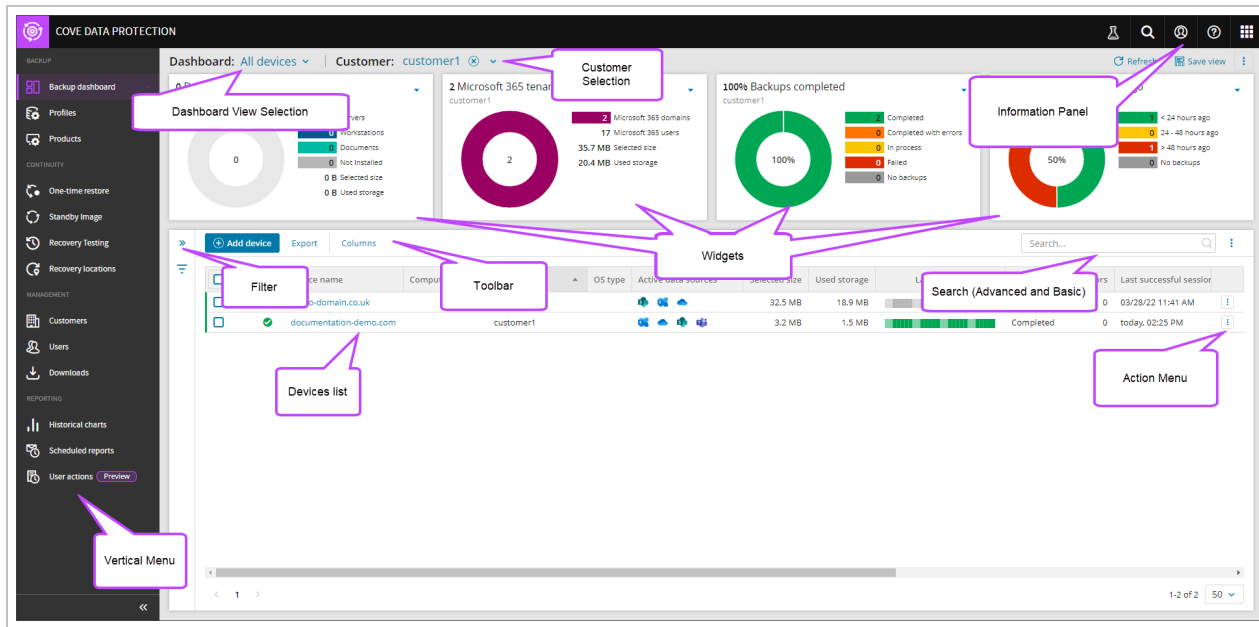 COVE DATA PROTECTION
BACKUP
Backup dashboard
Profiles
Products
CONTINUITY
One-time restore
Standby Image
Recovery Testing
Recovery locations
MANAGEMENT
Customers
Users
Downloads
REPORTING
Historical charts
Scheduled reports
User actions Preview
Vertical Menu
Dashboard: All devices Customer: customer1
Refresh Save view
Customer Selection
Dashboard View Selection
Information Panel
0
Workstations
0 Documents
0 Not Installed
0 B Selected size
0 B Used storage
0
2 Microsoft 365
customer1
2 Microsoft 365 domains
17 Microsoft 365 users
35.7 MB Selected size
20.4 MB Used storage
2
100% Backups completed
customer1
2 Completed
0 Completed with errors
0 In process
0 Failed
0 No backups
100%
1 < 24 hours ago
0 24 - 48 hours ago
1 > 48 hours ago
0 No backups
50%
Widgets
Add device Export Columns
Search...
Filter
Toolbar
Search (Advanced and Basic)
name OS type Active data sources Selected size Used storage Last successful session
-domain.co.uk 32.5 MB 18.9 MB 0 03/28/22 11:41 AM
documentation-demo.com customer1 3.2 MB 1.5 MB Completed 0 today, 02:25 PM
Devices list
Action Menu
1
1-2 of 2 50